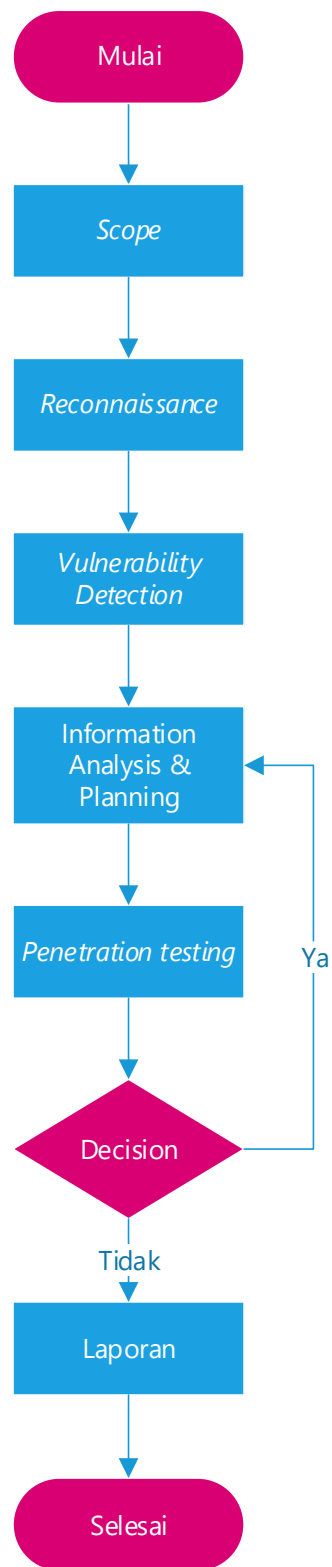 Mulai
Scope
Reconnaissance
Vulnerability
Detection
Information
Analysis &
Planning
Penetration testing
Ya
Decision
Tidak
Laporan
Selesai